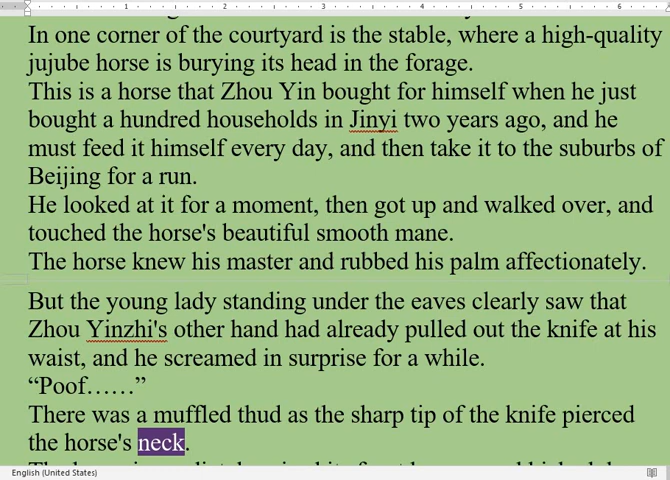 1 2 3 4 5 6
In one corner of the courtyard is the stable, where a high-quality
jujube horse is burying its head in the forage.
This is a horse that Zhou Yin bought for himself when he just
bought a hundred households in Jinyi two years ago, and he
must feed it himself every day, and then take it to the suburbs of
Beijing for a run.
He looked at it for a moment, then got up and walked over, and
touched the horse's beautiful smooth mane.
The horse knew his master and rubbed his palm affectionately.
But the young lady standing under the eaves clearly saw that
Zhou Yinzhi's other hand had already pulled out the knife at his
waist, and he screamed in surprise for a while.
“Poof……”
There was a muffled thud as the sharp tip of the knife pierced
the horse's neck.
English (United States)